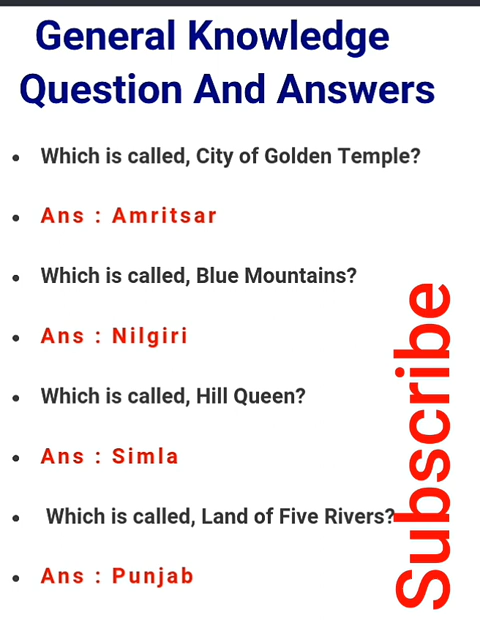 General Knowledge
Question And Answers
Which is called, City of Golden Temple?
Ans : Amritsar
Which is called, Blue Mountains?
Ans : Nilgiri
Which is called, Hill Queen?
Ans : Simla
Which is called, Land of Five Rivers?
Ans : Punjab
Subscribe